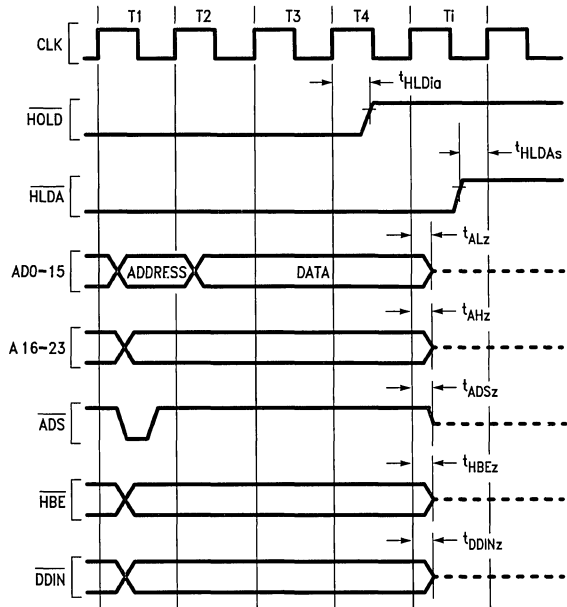 T1 T2 T3 T4 Ti
CLK
tHLDia
HOLD
tHLDAs
HLDA
tALz
AD0-15 ADDRESS DATA
tAHz
A16-23
tADSz
ADS
tHBEz
HBE
tDDINz
DDIN